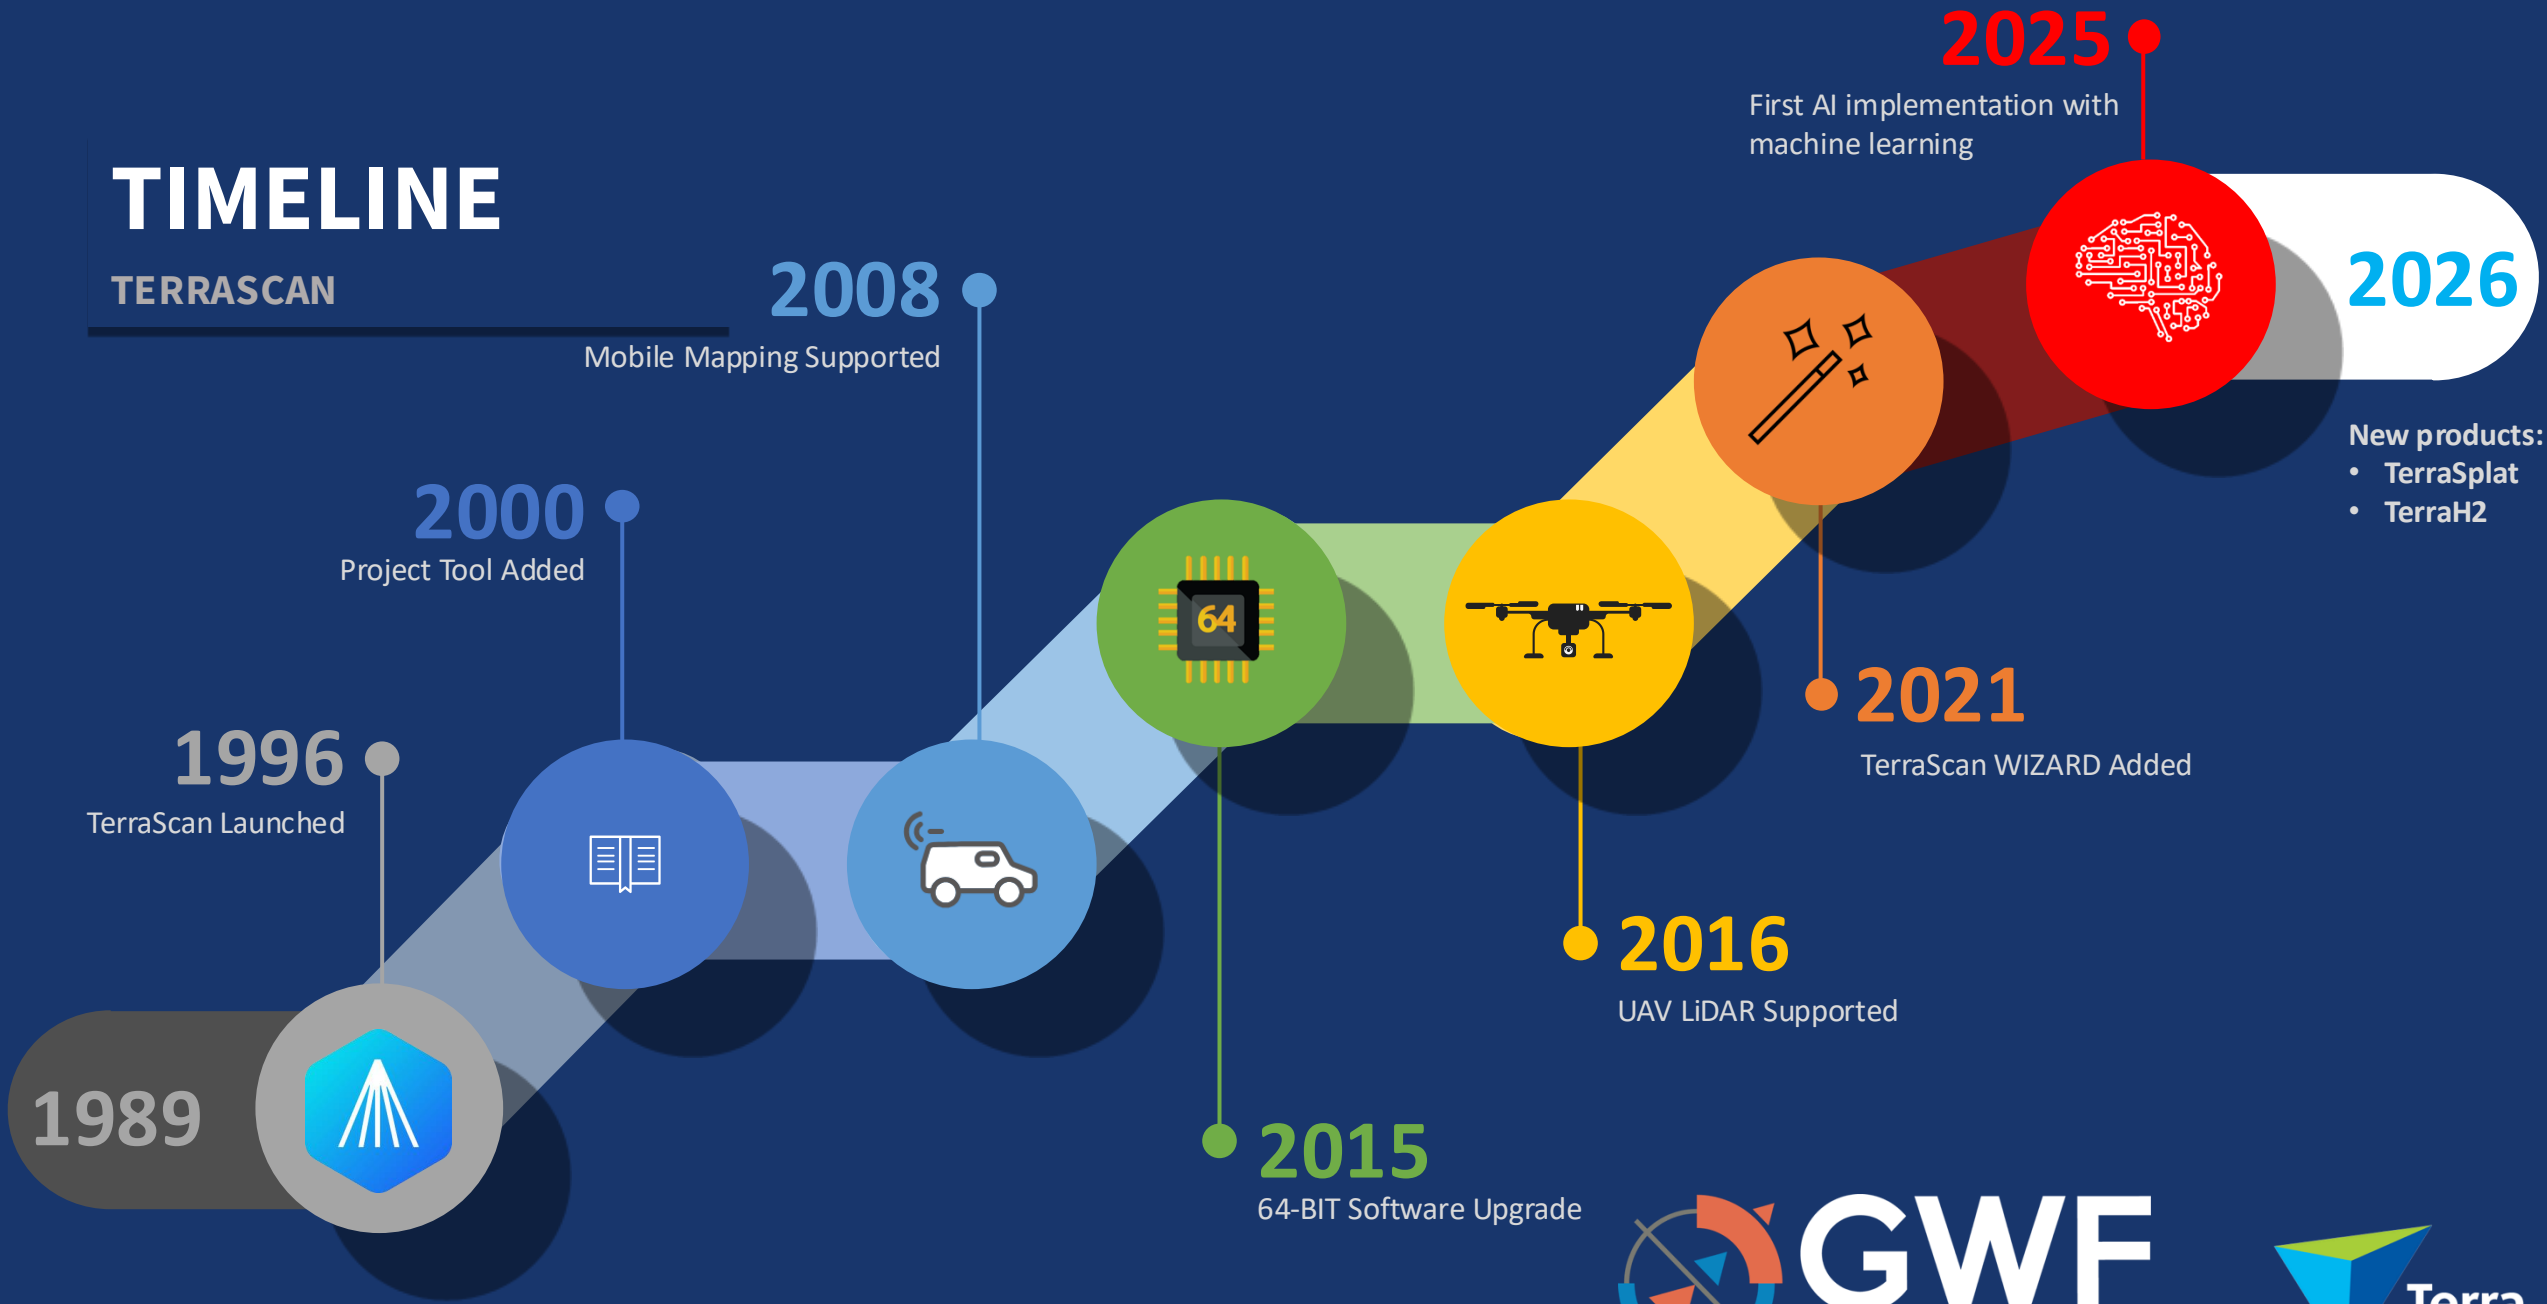 2025
First AI implementation with
machine learning
TIMELINE
TERRASCAN
2008
Mobile Mapping Supported
2026
New products:
• TerraSplat
• TerraH2
2000
Project Tool Added
64
2021
TerraScan WIZARD Added
1996
TerraScan Launched
2016
UAV LiDAR Supported
1989
2015
64-BIT Software Upgrade
GWF
Terra